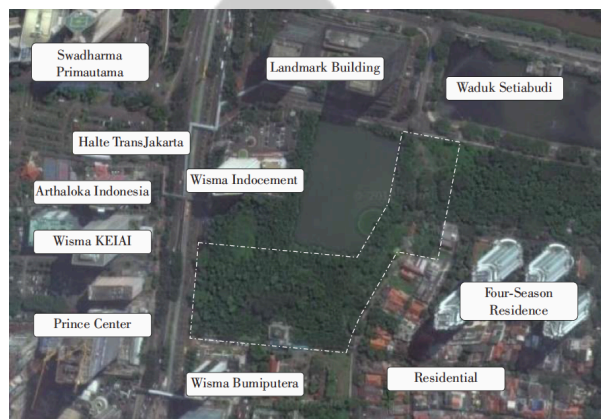 Swadharma
Primautama
Landmark Building
Waduk Setiabudi
Halte TransJakarta
Arthaloka Indonesia
Wisma Indocement
Wisma KEIAI
Four-Season
Residence
Prince Center
Wisma Bumiputera
Residential